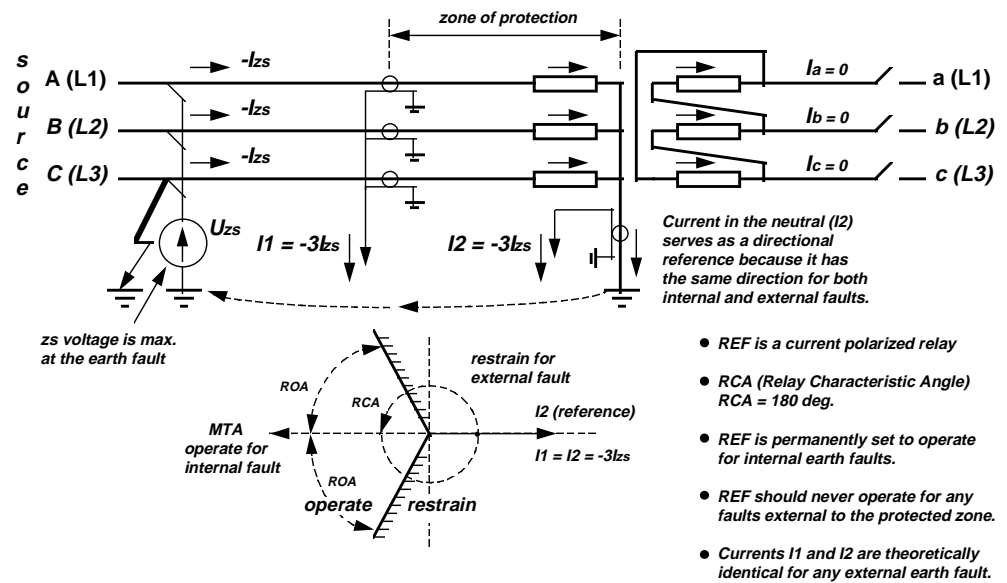 zone of protection
source
A (L1)
-Izs
Ia = 0
a (L1)
B (L2)
-Izs
Ib = 0
b (L2)
C (L3)
-Izs
Ic = 0
c (L3)
Uzs
I1 = -3Izs
I2 = -3Izs
Current in the neutral (I2)
serves as a directional
reference because it has
the same direction for both
internal and external faults.
zs voltage is max.
at the earth fault
restrain for
external fault
ROA
RCA
I2 (reference)
MTA
operate for
internal fault
I1 = I2 = -3Izs
ROA
operate
restrain
● REF is a current polarized relay
● RCA (Relay Characteristic Angle)
RCA = 180 deg.
● REF is permanently set to operate
for internal earth faults.
● REF should never operate for any
faults external to the protected zone.
● Currents I1 and I2 are theoretically
identical for any external earth fault.